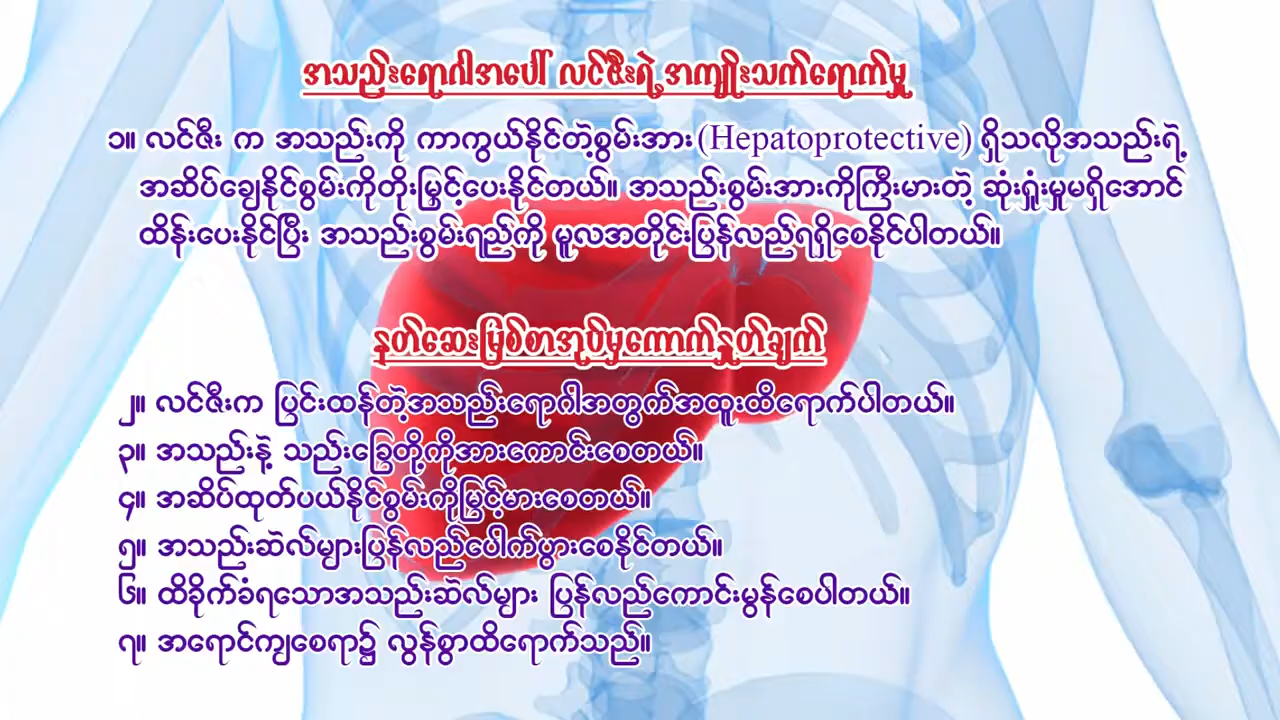 အသည်းရောဂါအပေါ် လင်ဇီးရဲ့ အကျိုးသက်ရောက်မှု
၁။ လင်ဇီး က အသည်းကို ကာကွယ်နိုင်တဲ့စွမ်းအား(Hepatoprotective) ရှိသလိုအသည်းရဲ့
အဆိပ်ချေနိုင်စွမ်းကိုတိုးမြှင့်ပေးနိုင်တယ်။ အသည်းစွမ်းအားကိုကြီးမားတဲ့ ဆုံးရှုံးမှုမရှိအောင်
ထိန်းပေးနိုင်ပြီး အသည်းစွမ်းရည်ကို မူလအတိုင်းပြန်လည်ရရှိစေနိုင်ပါတယ်။
နတ်ဆေးမြစ်စာအုပ်မှကောက်နှုတ်ချက်
၂။ လင်ဇီးက ပြင်းထန်တဲ့အသည်းရောဂါအတွက်အထူးထိရောက်ပါတယ်။
၃။ အသည်းနဲ့ သည်းခြေတို့ကိုအားကောင်းစေတယ်။
၄။ အဆိပ်ထုတ်ပယ်နိုင်စွမ်းကိုမြှင့်မားစေတယ်။
၅။ အသည်းဆဲလ်များပြန်လည်ပေါက်ပွားစေနိုင်တယ်။
၆။ ထိခိုက်ခံရသောအသည်းဆဲလ်များ ပြန်လည်ကောင်းမွန်စေပါတယ်။
၇။ အရောင်ကျစေရာ၌ လွန်စွာထိရောက်သည်။